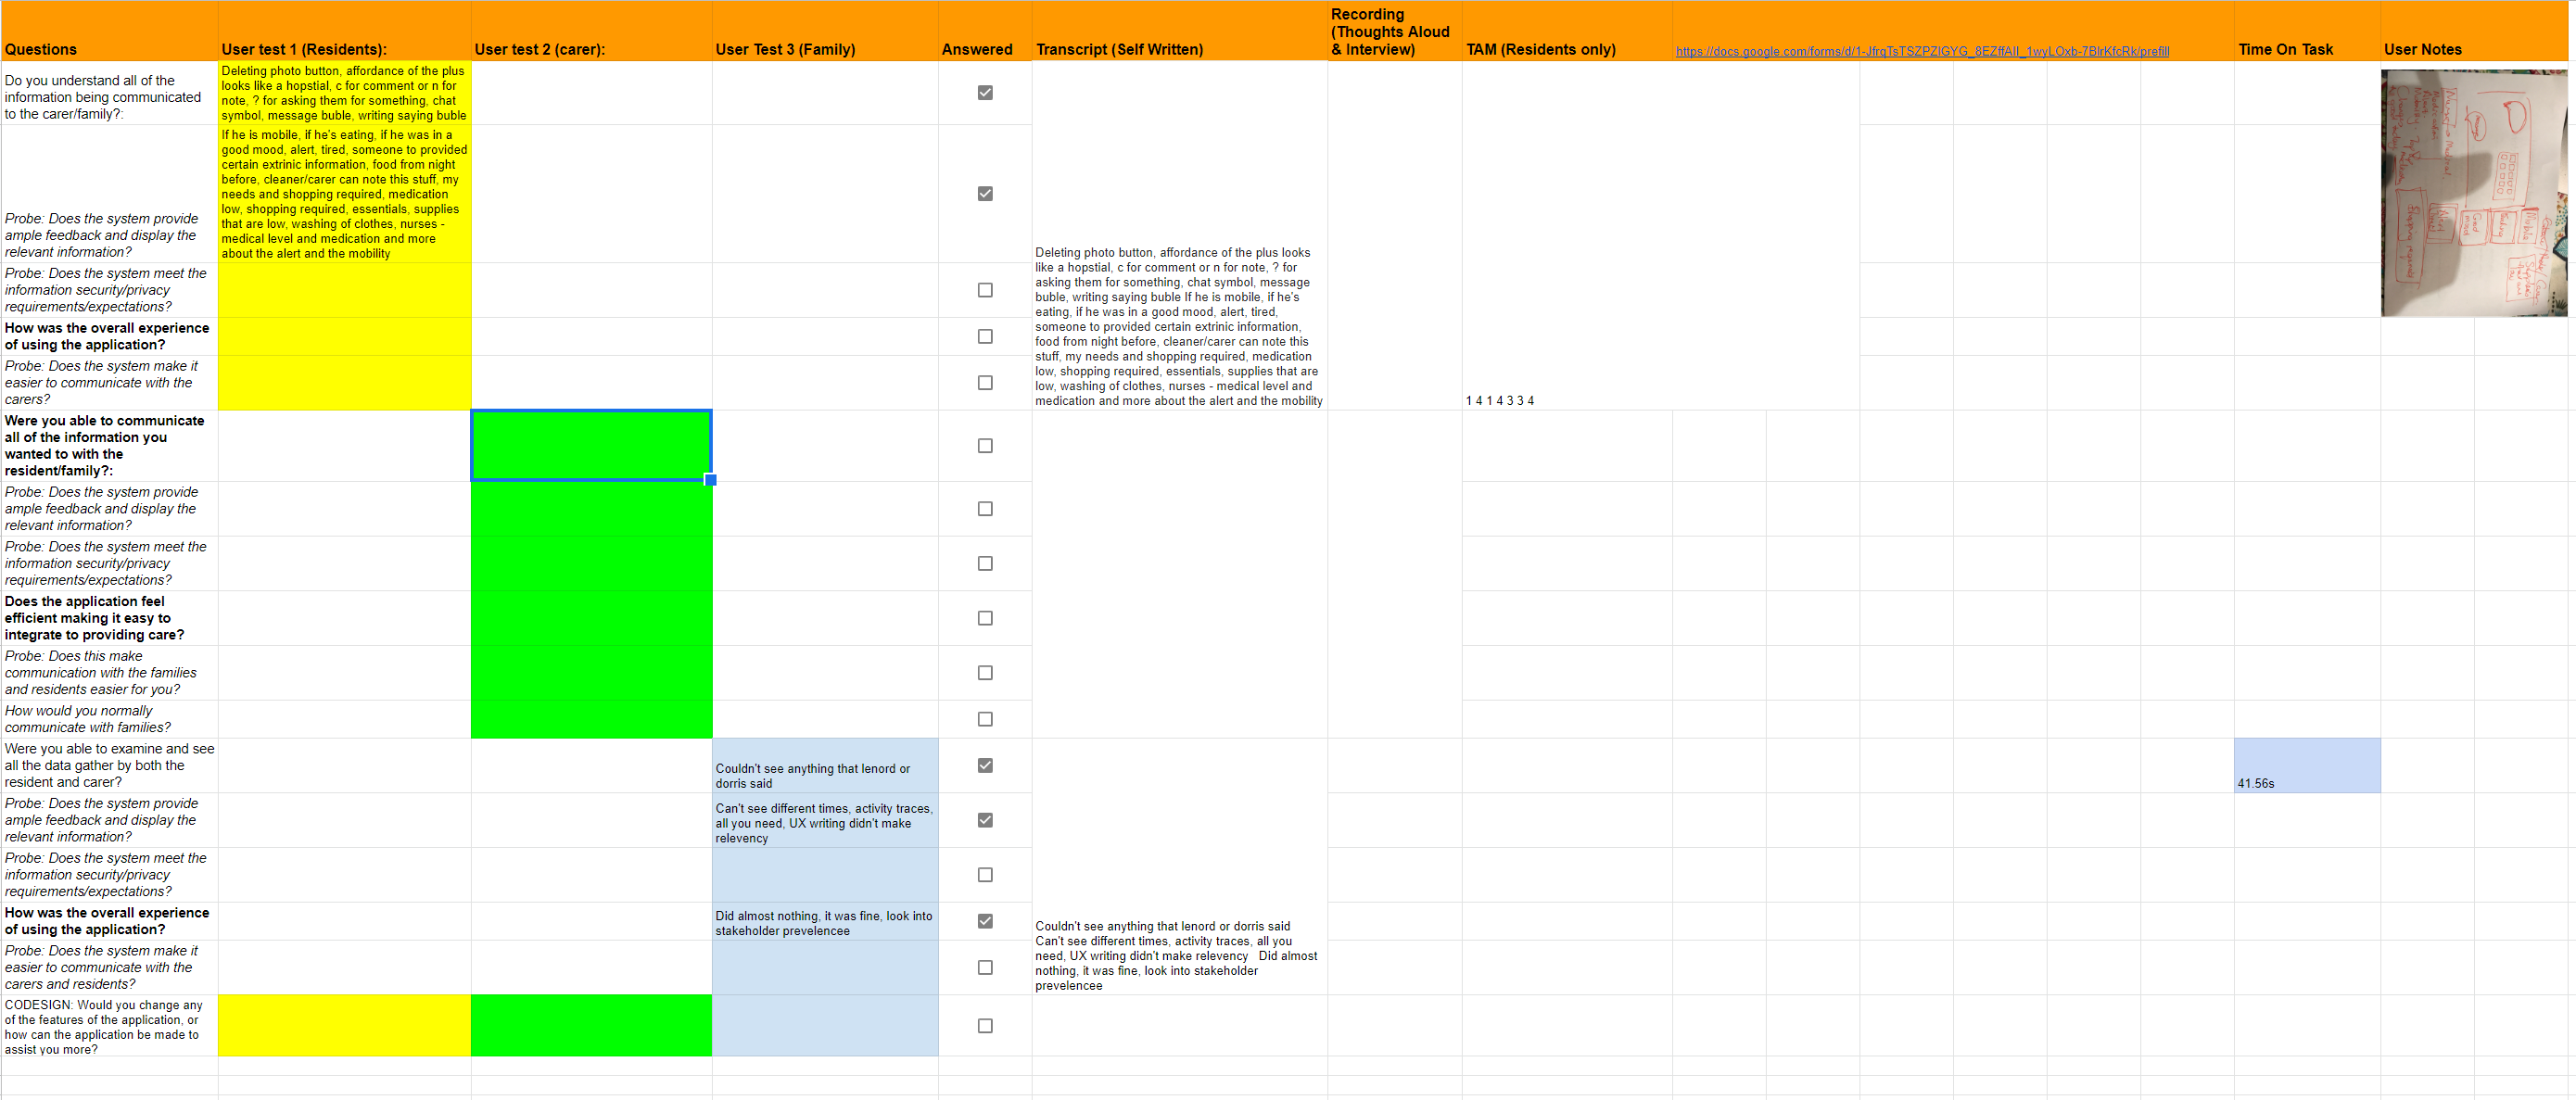 Questions
User test 1 (Residents):
User test 2 (carer):
User Test 3 (Family)
Answered
Transcript (Self Written)
Recording
(Thoughts Aloud
& Interview)
TAM (Residents only)
Time On Task
User Notes
Do you understand all of the
information being communicated
to the carer/family?:
Deleting photo button, affordance of the plus
looks like a hopstial, c for comment or n for
note, ? for asking them for something, chat
symbol, message buble, writing saying buble
Probe: Does the system provide
ample feedback and display the
relevant information?
If he is mobile, if he's eating, if he was in a
good mood, alert, tired, someone to provided
certain extrinic information, food from night
before, cleaner/carer can note this stuff, my
needs and shopping required, medication
low, shopping required, essentials, supplies
that are low, washing of clothes, nurses -
medical level and medication and more
about the alert and the mobility
Probe: Does the system meet the
information security/privacy
requirements/expectations?
How was the overall experience
of using the application?
Probe: Does the system make it
easier to communicate with the
carers?
Deleting photo button, affordance of the plus looks
like a hopstial, c for comment or n for note, ? for
asking them for something, chat symbol, message
buble, writing saying buble If he is mobile, if he's
eating, if he was in a good mood, alert, tired,
someone to provided certain extrinic information,
food from night before, cleaner/carer can note this
stuff, my needs and shopping required, medication
low, shopping required, essentials, supplies that are
low, washing of clothes, nurses - medical level and
medication and more about the alert and the mobility
1 4 1 4 3 3 4
Were you able to communicate
all of the information you
wanted to with the
resident/family?:
Probe: Does the system provide
ample feedback and display the
relevant information?
Probe: Does the system meet the
information security/privacy
requirements/expectations?
Does the application feel
efficient making it easy to
integrate to providing care?
Probe: Does this make
communication with the families
and residents easier for you?
How would you normally
communicate with families?
Were you able to examine and see
all the data gather by both the
resident and carer?
Couldn't see anything that lenord or
dorris said
41.56s
Probe: Does the system provide
ample feedback and display the
relevant information?
Can't see different times, activity traces,
all you need, UX writing didn't make
relevency
Probe: Does the system meet the
information security/privacy
requirements/expectations?
How was the overall experience
of using the application?
Did almost nothing, it was fine, look into
stakeholder prevelencee
Probe: Does the system make it
easier to communicate with the
carers and residents?
Couldn't see anything that lenord or dorris said
Can't see different times, activity traces, all you
need, UX writing didn't make relevency Did almost
nothing, it was fine, look into stakeholder
prevelencee
CODESIGN: Would you change any
of the features of the application, or
how can the application be made to
assist you more?